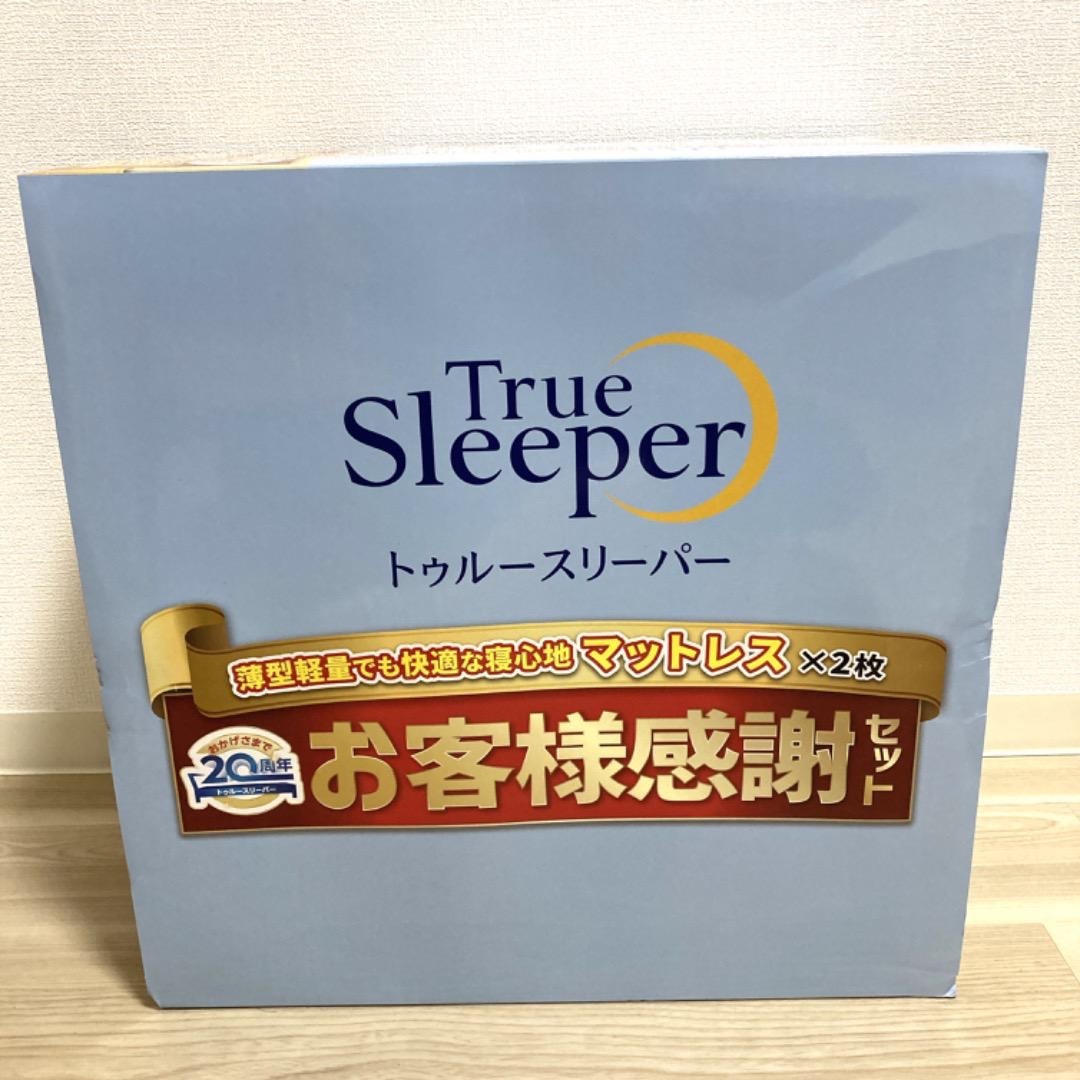 True
Sleeper
トゥルースリーパー
薄型軽量でも快適な寝心地 マットレス ×2枚
おかげさまで
20周年
トゥルースリーパー
お客様感謝セット